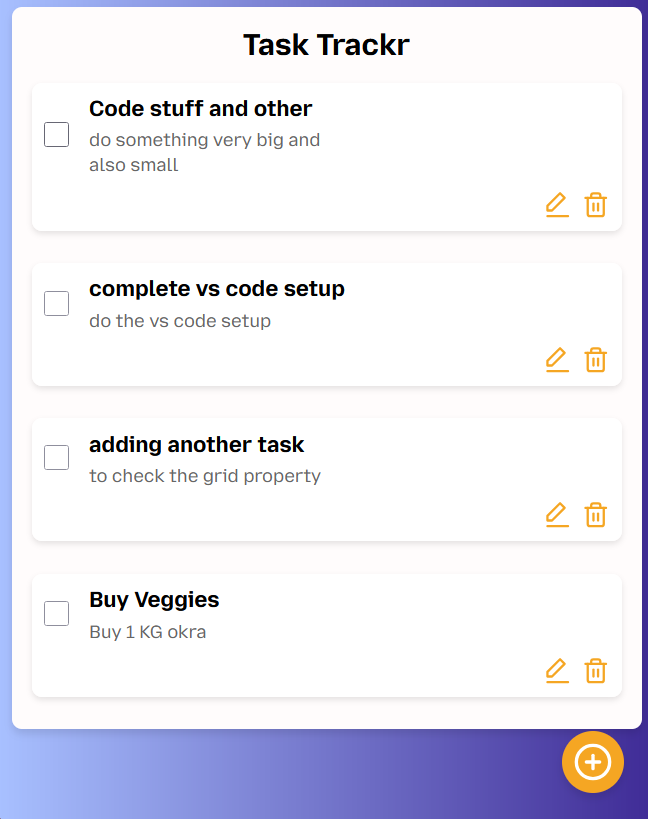 Task Trackr
Code stuff and other
do something very big and
also small
complete vs code setup
do the vs code setup
adding another task
to check the grid property
Buy Veggies
Buy 1 KG okra